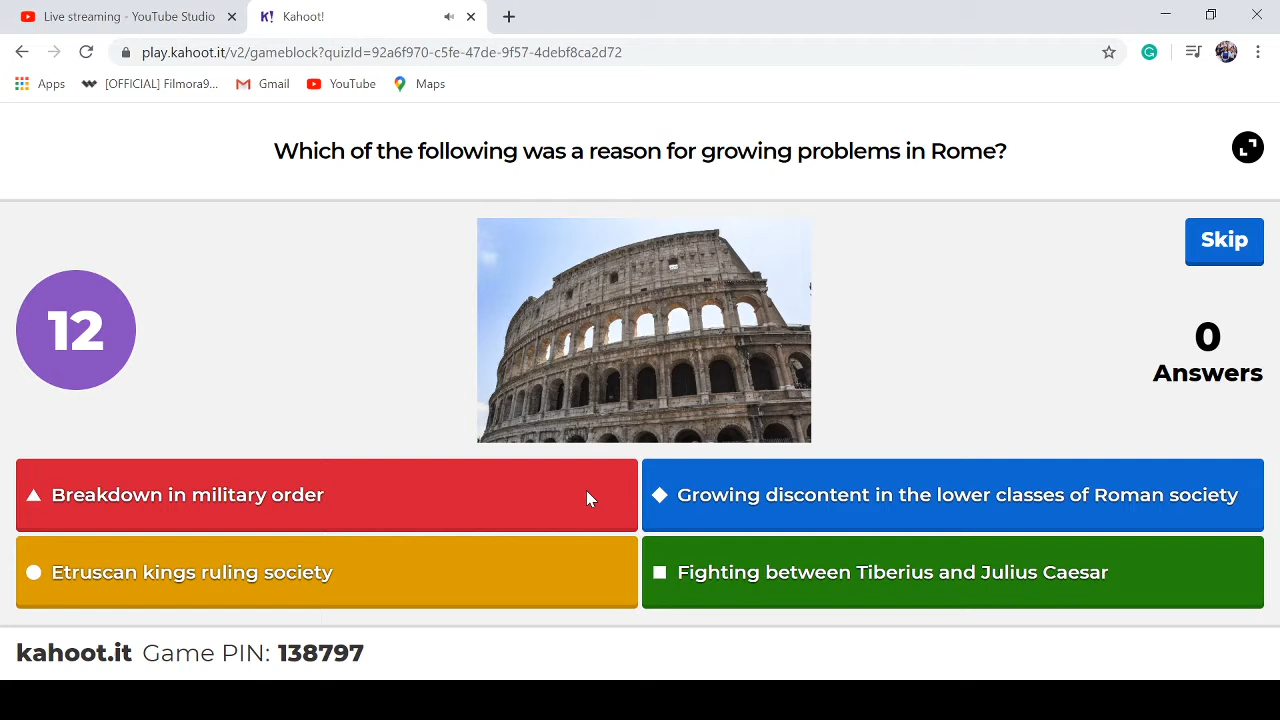 Live streaming - YouTube Studio
K! Kahoot!
play.kahoot.it/v2/gameblock?quizId=92a6f970-c5fe-47de-9f57-4debf8ca2d72
Apps [OFFICIAL] Filmora9... Gmail YouTube Maps
Which of the following was a reason for growing problems in Rome?
Skip
12
0
Answers
Breakdown in military order
Growing discontent in the lower classes of Roman society
Etruscan kings ruling society
Fighting between Tiberius and Julius Caesar
kahoot.it Game PIN: 138797